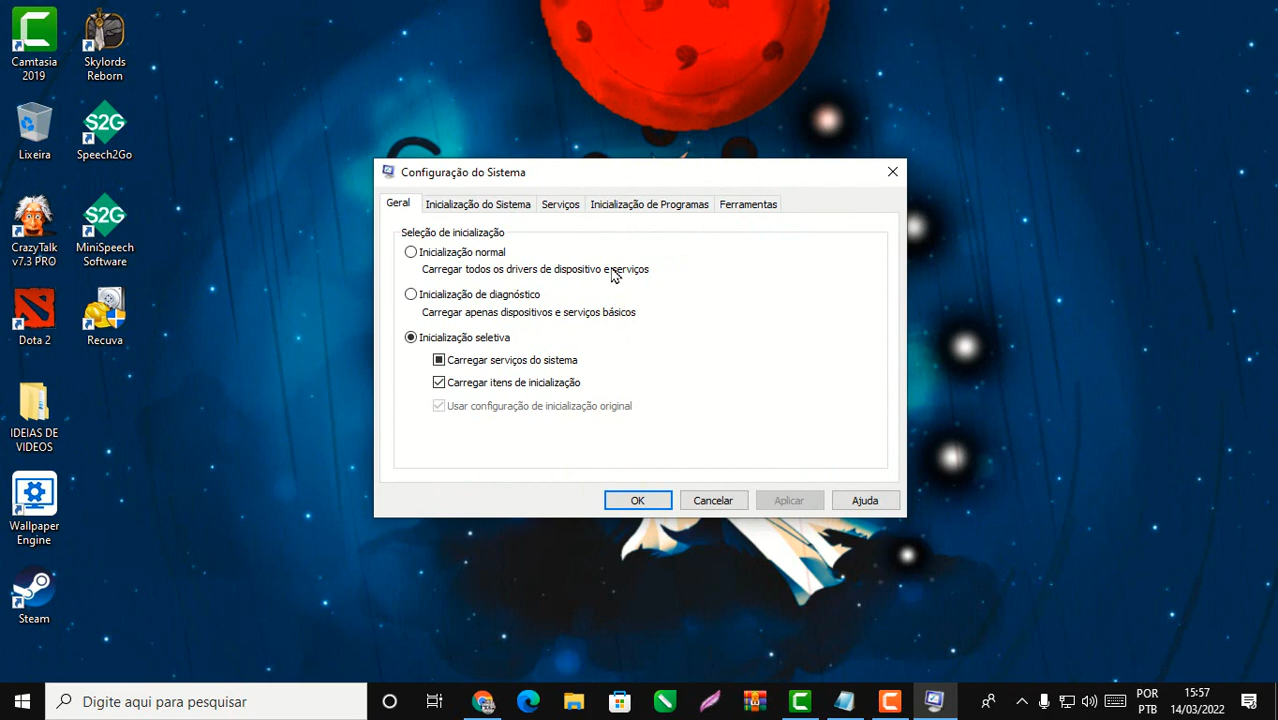 Camtasia
2019
Skylords
Reborn
Lixeira
S2G
Speech2Go
CrazyTalk
v7.3 PRO
S2G
MiniSpeech
Software
Dota 2
Recuva
IDEIAS DE
VIDEOS
Wallpaper
Engine
Steam
Configuração do Sistema
Geral
Inicialização do Sistema
Serviços
Inicialização de Programas
Ferramentas
Seleção de inicialização
Inicialização normal
Carregar todos os drivers de dispositivo e serviços
Inicialização de diagnóstico
Carregar apenas dispositivos e serviços básicos
Inicialização seletiva
Carregar serviços do sistema
Carregar itens de inicialização
Usar configuração de inicialização original
OK
Cancelar
Aplicar
Ajuda
Digite aqui para pesquisar
POR
PTB
15:57
14/03/2022